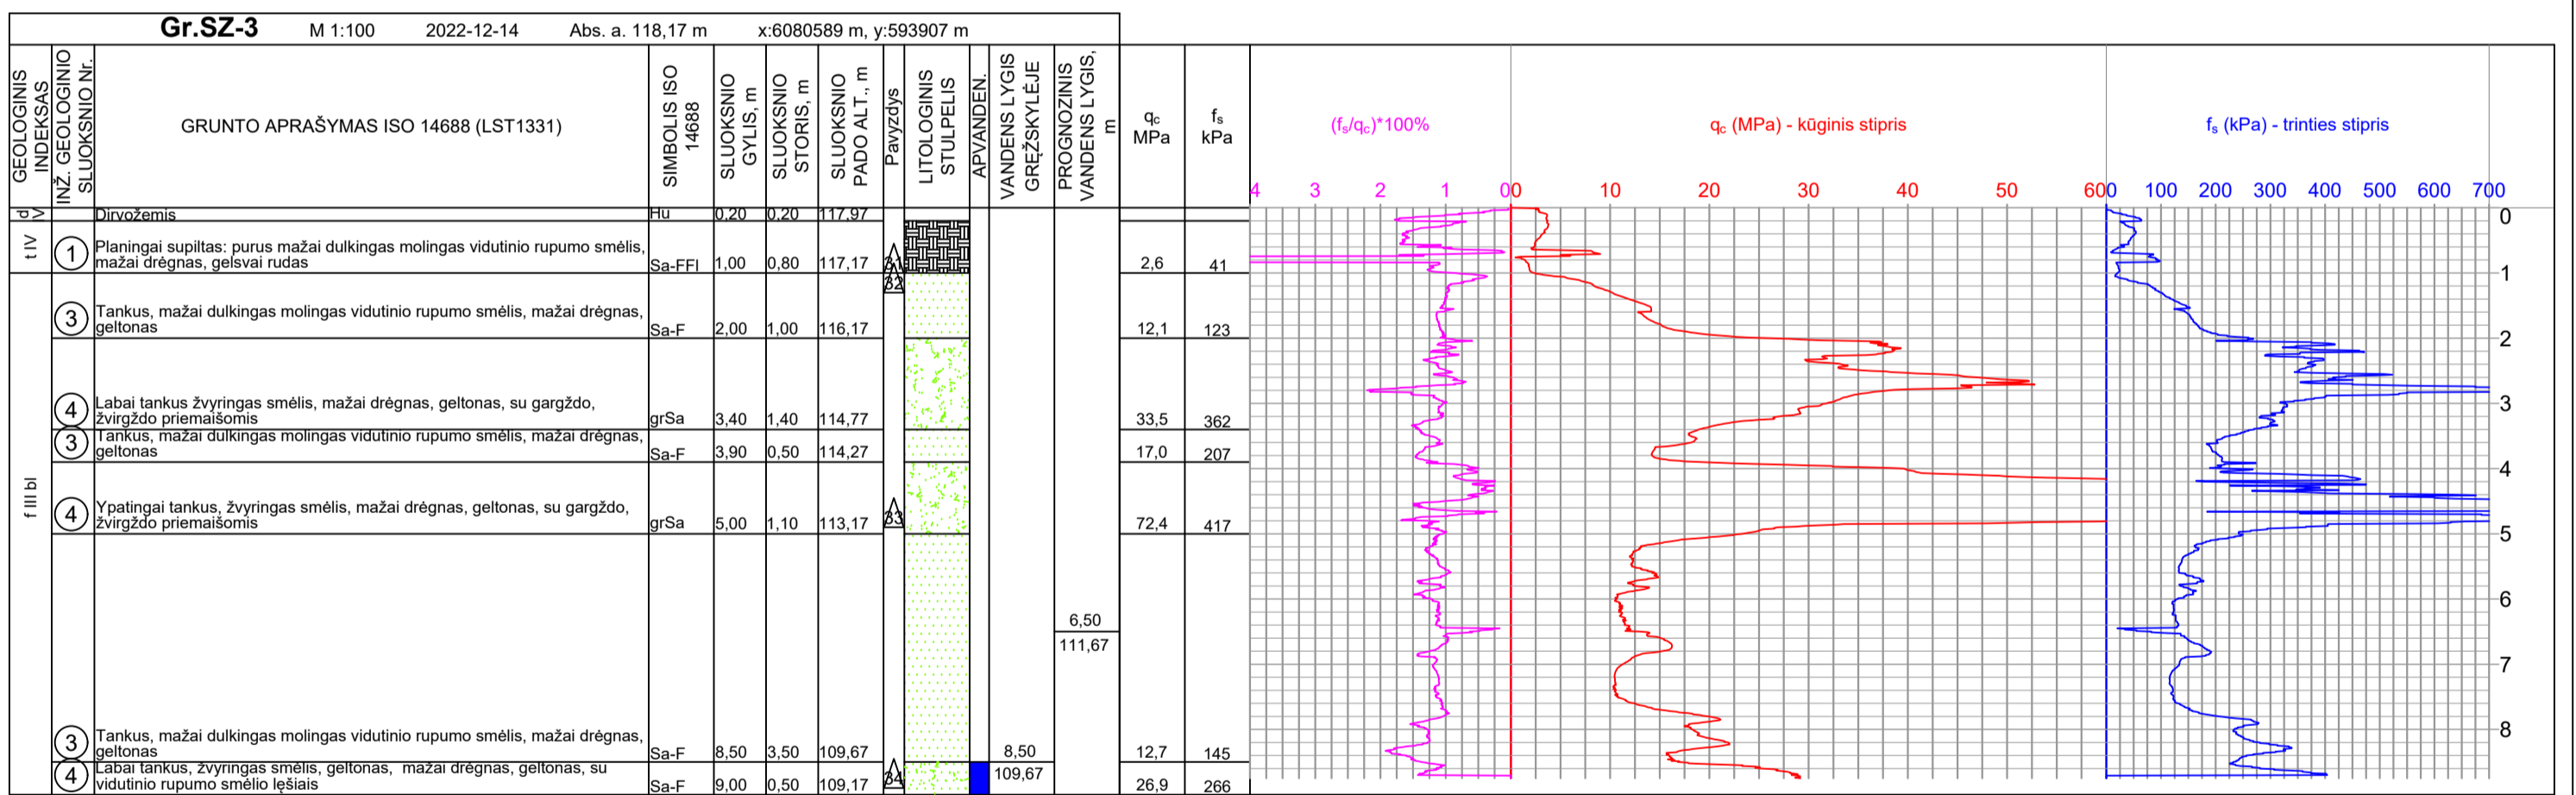 Gr.SZ-3 M 1:100 2022-12-14 Abs. a. 118,17 m x:6080589 m, y:593907 m
GEOLOGINIS
INDEKSAS
INŽ. GEOLOGINIO
SLUOKSNIO Nr.
GRUNTO APRAŠYMAS ISO 14688 (LST1331)
SIMBOLIS ISO
14688
SLUOKSNIO
GYLIS, m
SLUOKSNIO
STORIS, m
SLUOKSNIO
PADO ALT., m
Pavyzdys
LITOLOGINIS
STULPELIS
APVANDEN.
VANDENS LYGIS
GRĘŽSKYLĖJE
PROGNOZINIS
VANDENS LYGIS,
m
qc
MPa
fs
kPa
(fs/qc)*100%
qc (MPa) - kūginis stipris
fs (kPa) - trinties stipris
4 3 2 1 0
0 10 20 30 40 50 60
0 100 200 300 400 500 600 700
d
V
Dirvožemis Hu 0,20 0,20 117,97
t IV
1
Planingai supiltas: purus mažai dulkingas molingas vidutinio rupumo smėlis,
mažai drėgnas, gelsvai rudas Sa-FFl 1,00 0,80 117,17 31 2,6 41
32
3
Tankus, mažai dulkingas molingas vidutinio rupumo smėlis, mažai drėgnas,
geltonas Sa-F 2,00 1,00 116,17 12,1 123
4
Labai tankus žvyringas smėlis, mažai drėgnas, geltonas, su gargždo,
žvirgždo priemaišomis grSa 3,40 1,40 114,77 33,5 362
3
Tankus, mažai dulkingas molingas vidutinio rupumo smėlis, mažai drėgnas,
geltonas Sa-F 3,90 0,50 114,27 17,0 207
f III bl
4
Ypatingai tankus, žvyringas smėlis, mažai drėgnas, geltonas, su gargždo,
žvirgždo priemaišomis grSa 5,00 1,10 113,17 33 72,4 417
6,50
111,67
3
Tankus, mažai dulkingas molingas vidutinio rupumo smėlis, mažai drėgnas,
geltonas Sa-F 8,50 3,50 109,67 8,50 12,7 145
4
Labai tankus, žvyringas smėlis, geltonas, mažai drėgnas, geltonas, su
vidutinio rupumo smėlio lęšiais Sa-F 9,00 0,50 109,17 34 109,67 26,9 266
0
1
2
3
4
5
6
7
8